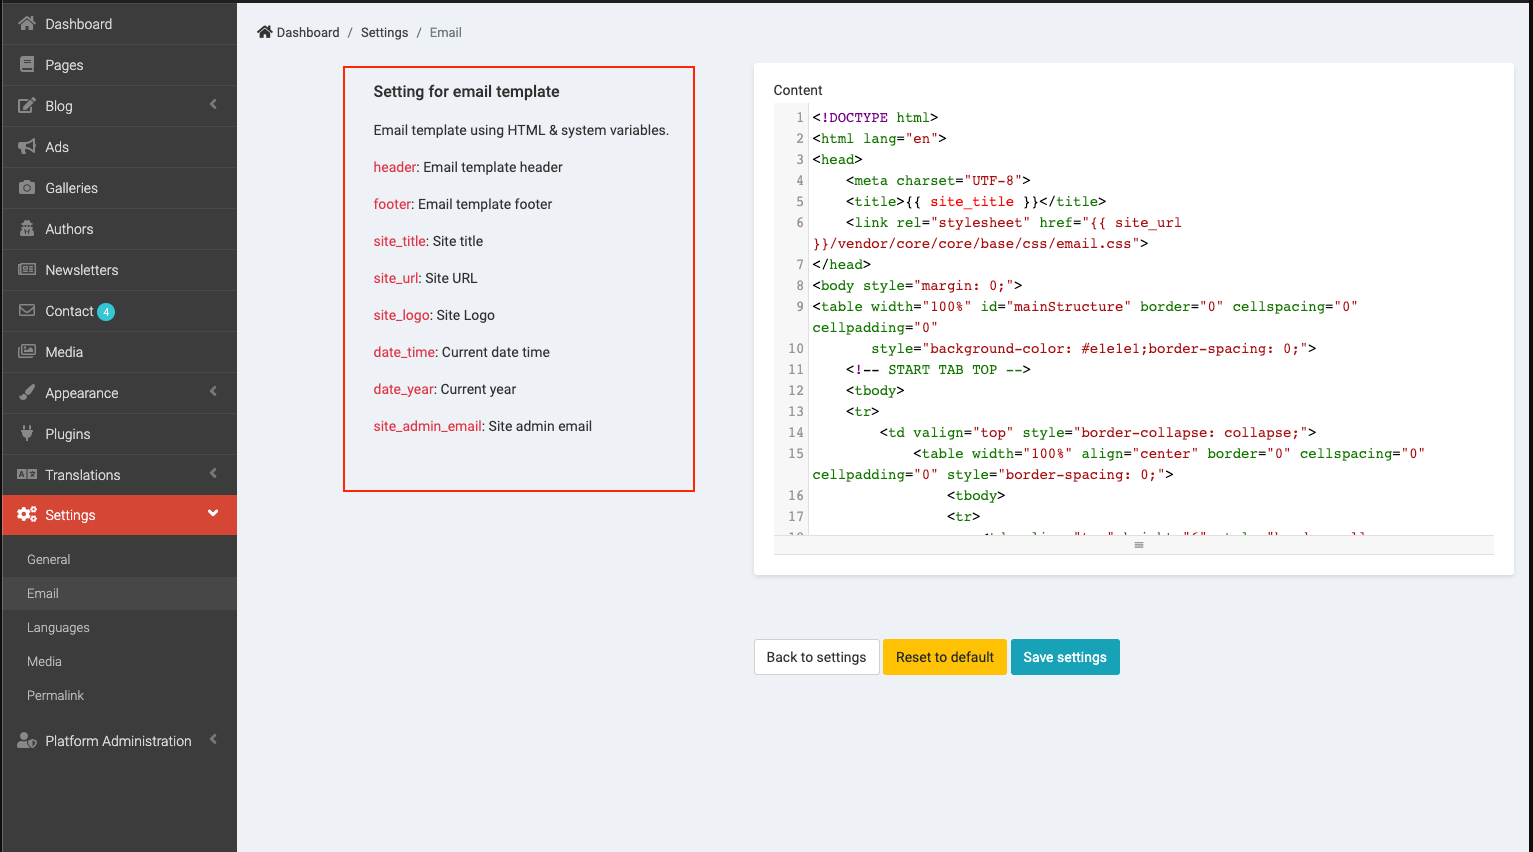 Dashboard
Pages
Blog
Ads
Galleries
Authors
Newsletters
Contact 4
Media
Appearance
Plugins
Translations
Settings
General
Email
Languages
Media
Permalink
Platform Administration
Dashboard / Settings / Email
Setting for email template
Email template using HTML & system variables.
header: Email template header
footer: Email template footer
site_title: Site title
site_url: Site URL
site_logo: Site Logo
date_time: Current date time
date_year: Current year
site_admin_email: Site admin email
Content
1 <!DOCTYPE html>
2 <html lang="en">
3 <head>
4 <meta charset="UTF-8">
5 <title>{{ site_title }}</title>
6 <link rel="stylesheet" href="{{ site_url
}}/vendor/core/core/base/css/email.css">
7 </head>
8 <body style="margin: 0;">
9 <table width="100%" id="mainStructure" border="0" cellspacing="0"
cellpadding="0"
10 style="background-color: #e1e1e1;border-spacing: 0;">
11 <!-- START TAB TOP -->
12 <tbody>
13 <tr>
14 <td valign="top" style="border-collapse: collapse;">
15 <table width="100%" align="center" border="0" cellspacing="0"
cellpadding="0" style="border-spacing: 0;">
16 <tbody>
17 <tr>
Back to settings
Reset to default
Save settings